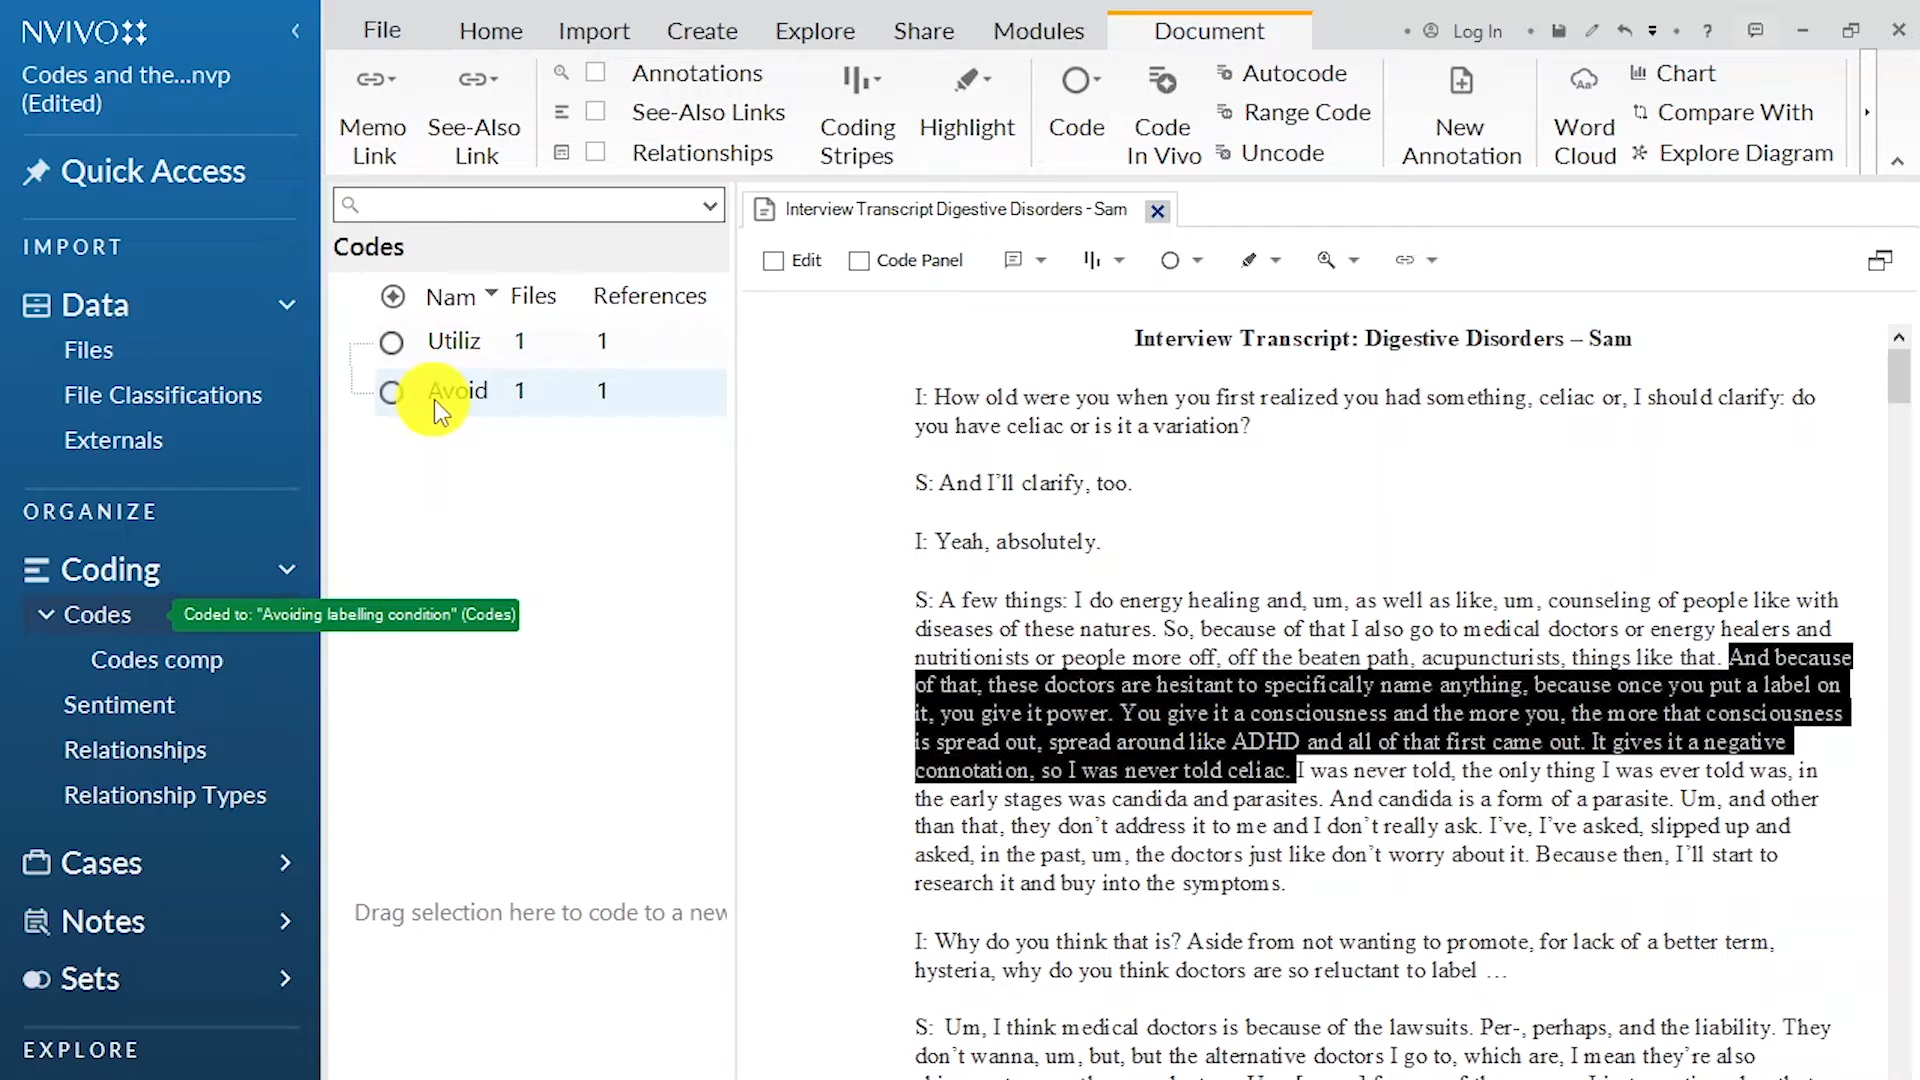 NVIVO
Codes and the...nvp
(Edited)
Quick Access
IMPORT
Data
Files
File Classifications
Externals
ORGANIZE
Coding
Codes
Coded to: "Avoiding labelling condition" (Codes)
Codes comp
Sentiment
Relationships
Relationship Types
Cases
Notes
Sets
EXPLORE
File Home Import Create Explore Share Modules Document
Log In
Memo Link
See-Also Link
Annotations
See-Also Links
Relationships
Coding Stripes
Highlight
Code
Code In Vivo
Autocode
Range Code
Uncode
New Annotation
Word Cloud
Chart
Compare With
Explore Diagram
Codes
Nam Files References
Utiliz 1 1
Avoid 1 1
Drag selection here to code to a new
Interview Transcript Digestive Disorders - Sam
Edit Code Panel
Interview Transcript: Digestive Disorders – Sam
I: How old were you when you first realized you had something, celiac or, I should clarify: do
you have celiac or is it a variation?
S: And I'll clarify, too.
I: Yeah, absolutely.
S: A few things: I do energy healing and, um, as well as like, um, counseling of people like with
diseases of these natures. So, because of that I also go to medical doctors or energy healers and
nutritionists or people more off, off the beaten path, acupuncturists, things like that. And because
of that, these doctors are hesitant to specifically name anything, because once you put a label on
it, you give it power. You give it a consciousness and the more you, the more that consciousness
is spread out, spread around like ADHD and all of that first came out. It gives it a negative
connotation, so I was never told celiac. I was never told, the only thing I was ever told was, in
the early stages was candida and parasites. And candida is a form of a parasite. Um, and other
than that, they don't address it to me and I don't really ask. I've, I've asked, slipped up and
asked, in the past, um, the doctors just like don't worry about it. Because then, I'll start to
research it and buy into the symptoms.
I: Why do you think that is? Aside from not wanting to promote, for lack of a better term,
hysteria, why do you think doctors are so reluctant to label …
S: Um, I think medical doctors is because of the lawsuits. Per-, perhaps, and the liability. They
don't wanna, um, but, but the alternative doctors I go to, which are, I mean they're also